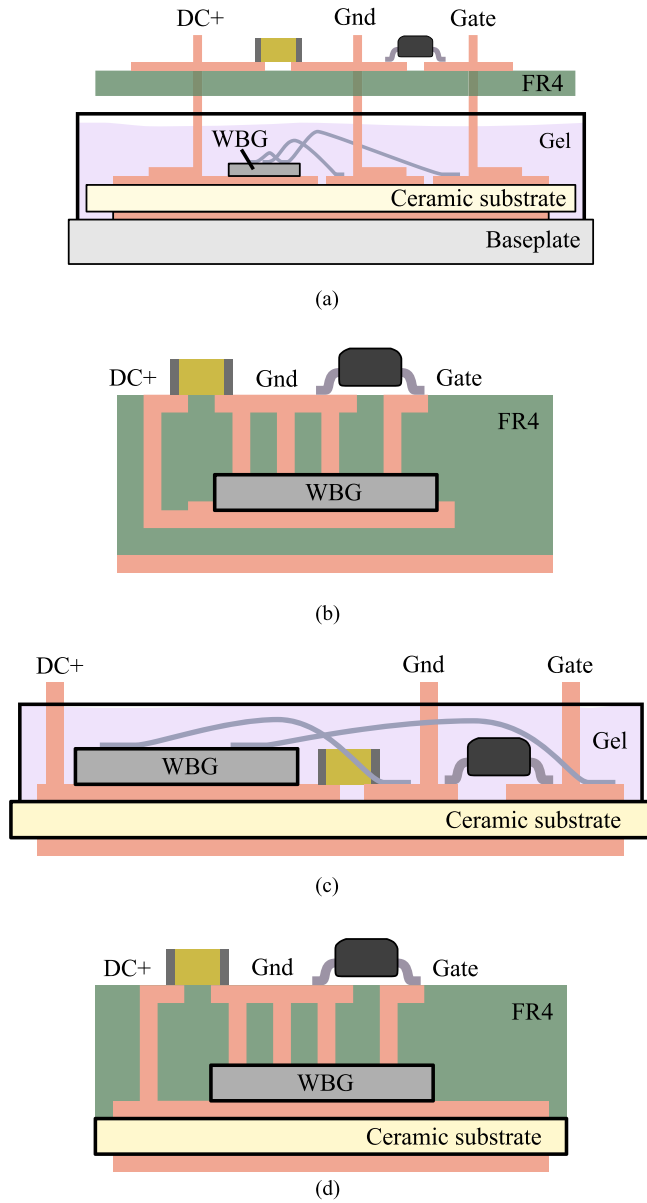 DC+ Gnd Gate
FR4
WBG Gel
Ceramic substrate
Baseplate
(a)
DC+ Gnd Gate
FR4
WBG
(b)
DC+ Gnd Gate
Gel
WBG
Ceramic substrate
(c)
DC+ Gnd Gate
FR4
WBG
Ceramic substrate
(d)